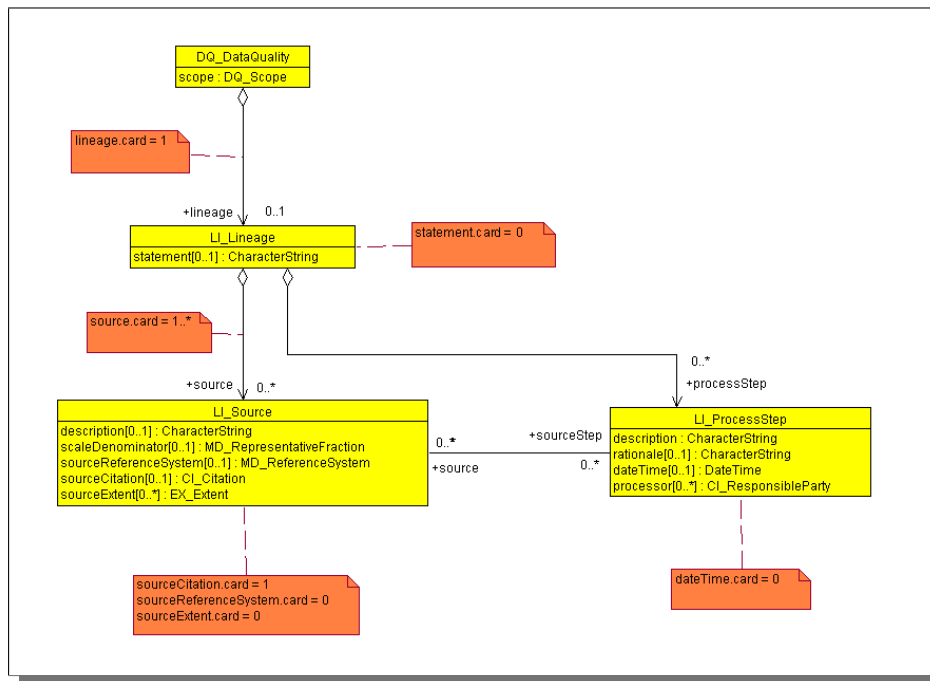 DQ_DataQuality
scope : DQ_Scope
lineage.card = 1
+lineage
0..1
LI_Lineage
statement[0..1] : CharacterString
statement.card = 0
source.card = 1..*
+source
0..*
0..*
+processStep
LI_Source
description[0..1] : CharacterString
scaleDenominator[0..1] : MD_RepresentativeFraction
sourceReferenceSystem[0..1] : MD_ReferenceSystem
sourceCitation[0..1] : CI_Citation
sourceExtent[0..*] : EX_Extent
0..*
+source
+sourceStep
0..*
LI_ProcessStep
description : CharacterString
rationale[0..1] : CharacterString
dateTime[0..1] : DateTime
processor[0..*] : CI_ResponsibleParty
sourceCitation.card = 1
sourceReferenceSystem.card = 0
sourceExtent.card = 0
dateTime.card = 0